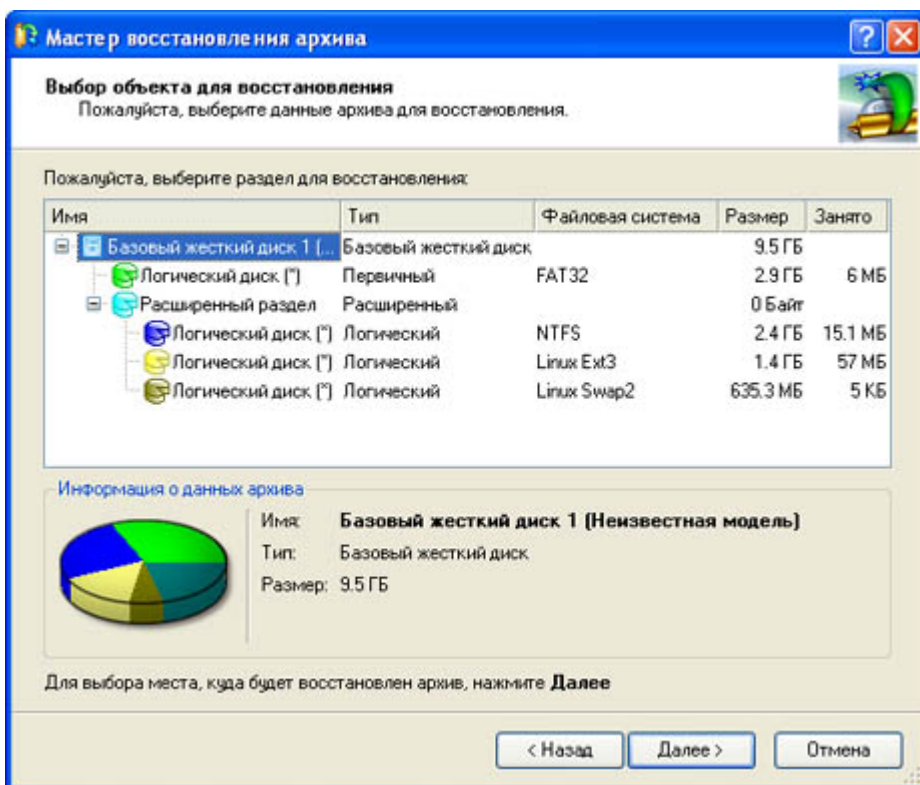 Мастер восстановления архива
Выбор объекта для восстановления
Пожалуйста, выберите данные архива для восстановления.
Пожалуйста, выберите раздел для восстановления:
Имя Тип Файловая система Размер Занято
Базовый жесткий диск 1 (... Базовый жесткий диск 9.5 ГБ
Логический диск (*) Первичный FAT32 2.9 ГБ 6 МБ
Расширенный раздел Расширенный 0 Байт
Логический диск (*) Логический NTFS 2.4 ГБ 15.1 МБ
Логический диск (*) Логический Linux Ext3 1.4 ГБ 57 МБ
Логический диск (*) Логический Linux Swap2 635.3 МБ 5 КБ
Информация о данных архива
Имя: Базовый жесткий диск 1 (Неизвестная модель)
Тип: Базовый жесткий диск
Размер: 9.5 ГБ
Для выбора места, куда будет восстановлен архив, нажмите Далее
< Назад Далее > Отмена